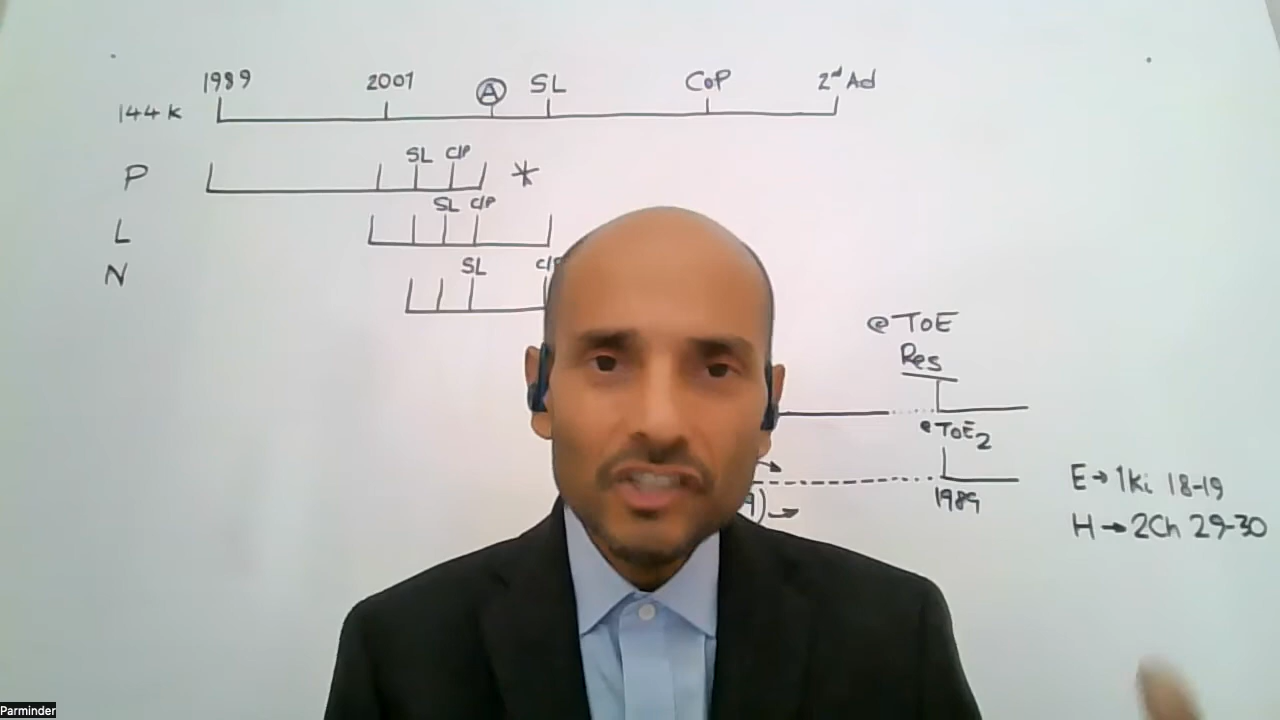 1989 2001 A SL CoP 2nd Ad
144k
P SL C/P *
L SL C/P
N SL
@ToE
Res
@ToE2
1989
E→1Ki 18-19
H→2Ch 29-30
Parminder